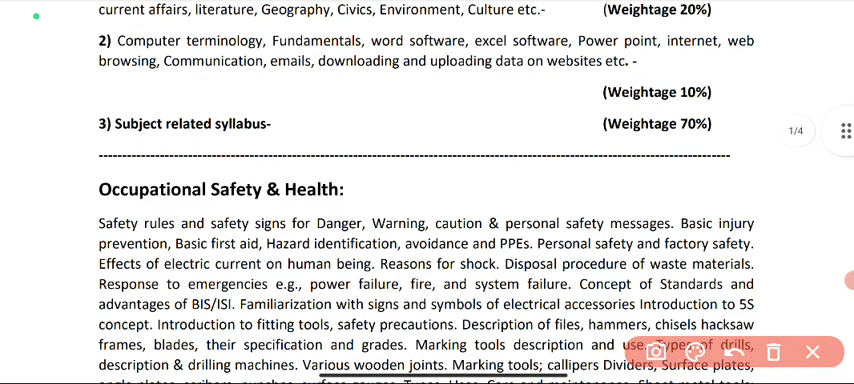 current affairs, literature, Geography, Civics, Environment, Culture etc.- (Weightage 20%)
2) Computer terminology, Fundamentals, word software, excel software, Power point, internet, web
browsing, Communication, emails, downloading and uploading data on websites etc. -
(Weightage 10%)
3) Subject related syllabus- (Weightage 70%)
1/4
Occupational Safety & Health:
Safety rules and safety signs for Danger, Warning, caution & personal safety messages. Basic injury
prevention, Basic first aid, Hazard identification, avoidance and PPEs. Personal safety and factory safety.
Effects of electric current on human being. Reasons for shock. Disposal procedure of waste materials.
Response to emergencies e.g., power failure, fire, and system failure. Concept of Standards and
advantages of BIS/ISI. Familiarization with signs and symbols of electrical accessories Introduction to 5S
concept. Introduction to fitting tools, safety precautions. Description of files, hammers, chisels hacksaw
frames, blades, their specification and grades. Marking tools description and use. Types of drills,
description & drilling machines. Various wooden joints. Marking tools; callipers Dividers, Surface plates,